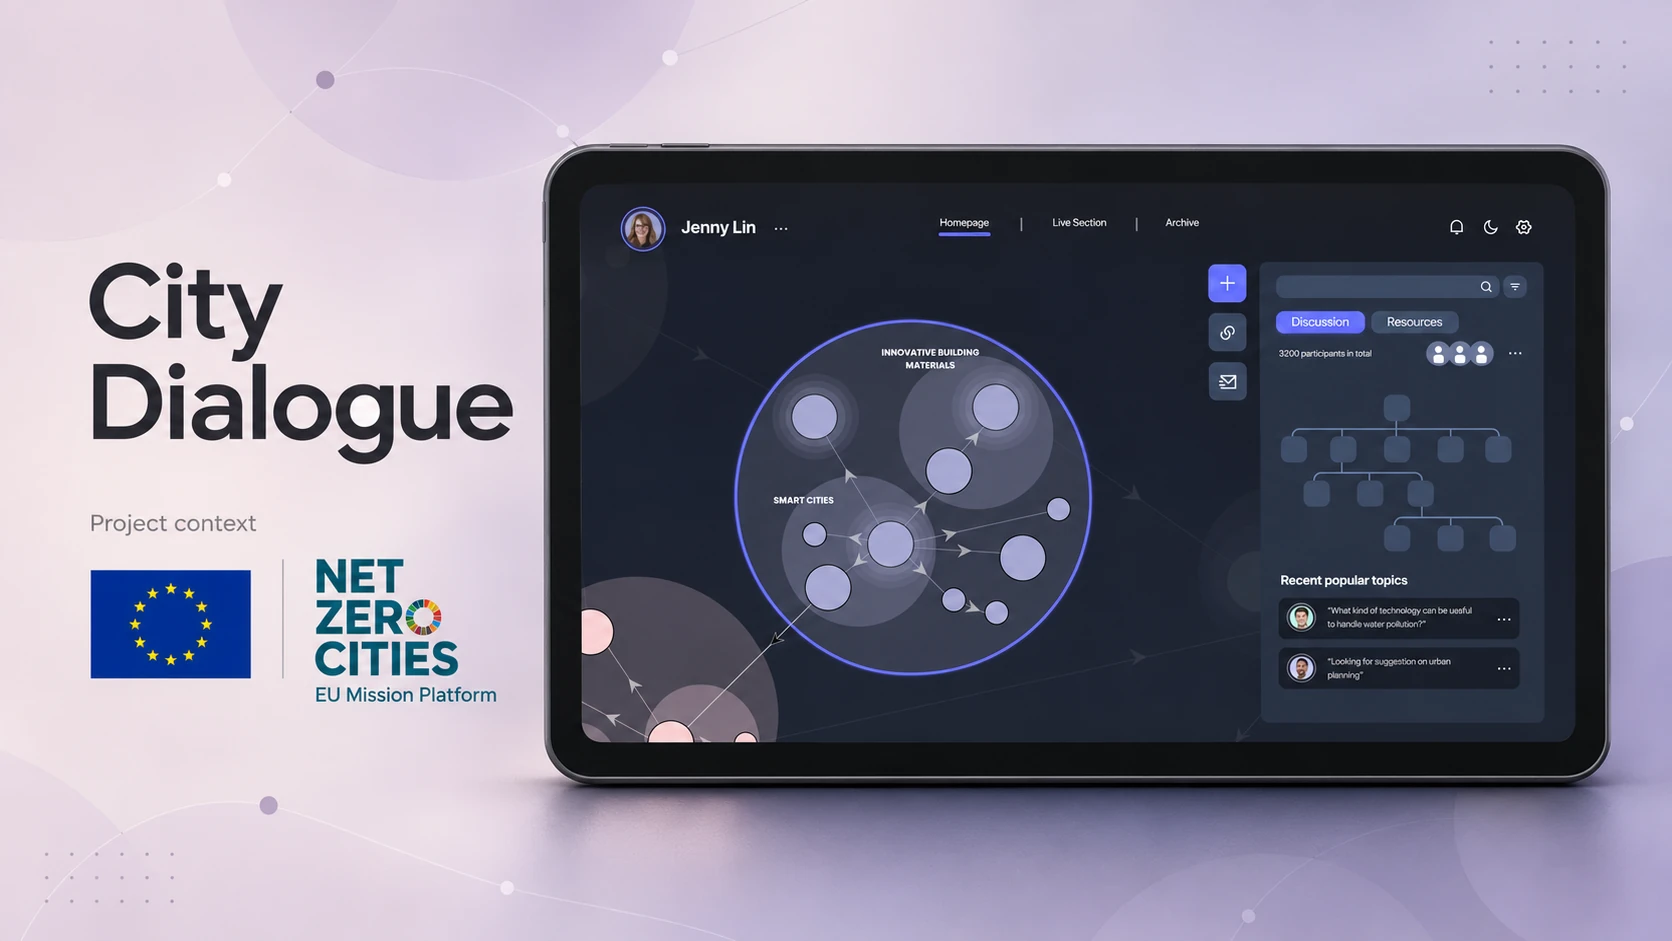 City
Dialogue
Project context
NET
ZERO
CITIES
EU Mission Platform
Jenny Lin
Homepage
Live Section
Archive
INNOVATIVE BUILDING
MATERIALS
SMART CITIES
Discussion
Resources
3200 participants in total
Recent popular topics
"What kind of technology can be useful
to handle water pollution?"
"Looking for suggestion on urban
planning"